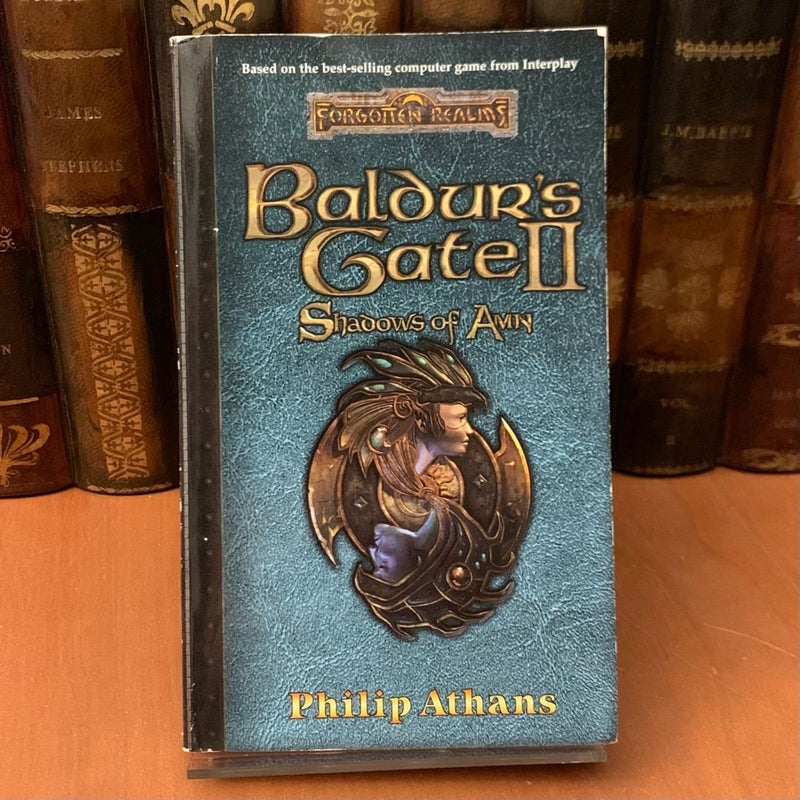 Based on the best-selling computer game from Interplay
FORGOTTEN REALMS
Baldur's
Gate II
Shadows of Amn
Philip Athans
JAMES
STEPHENS
J.M. BARRIE
VOL.